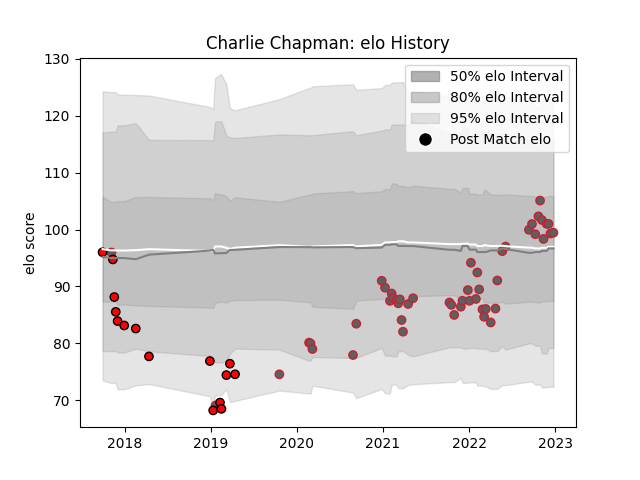 Charlie Chapman: elo History
130
120
110
100
90
80
70
elo score
50% elo Interval
80% elo Interval
95% elo Interval
Post Match elo
2018
2019
2020
2021
2022
2023